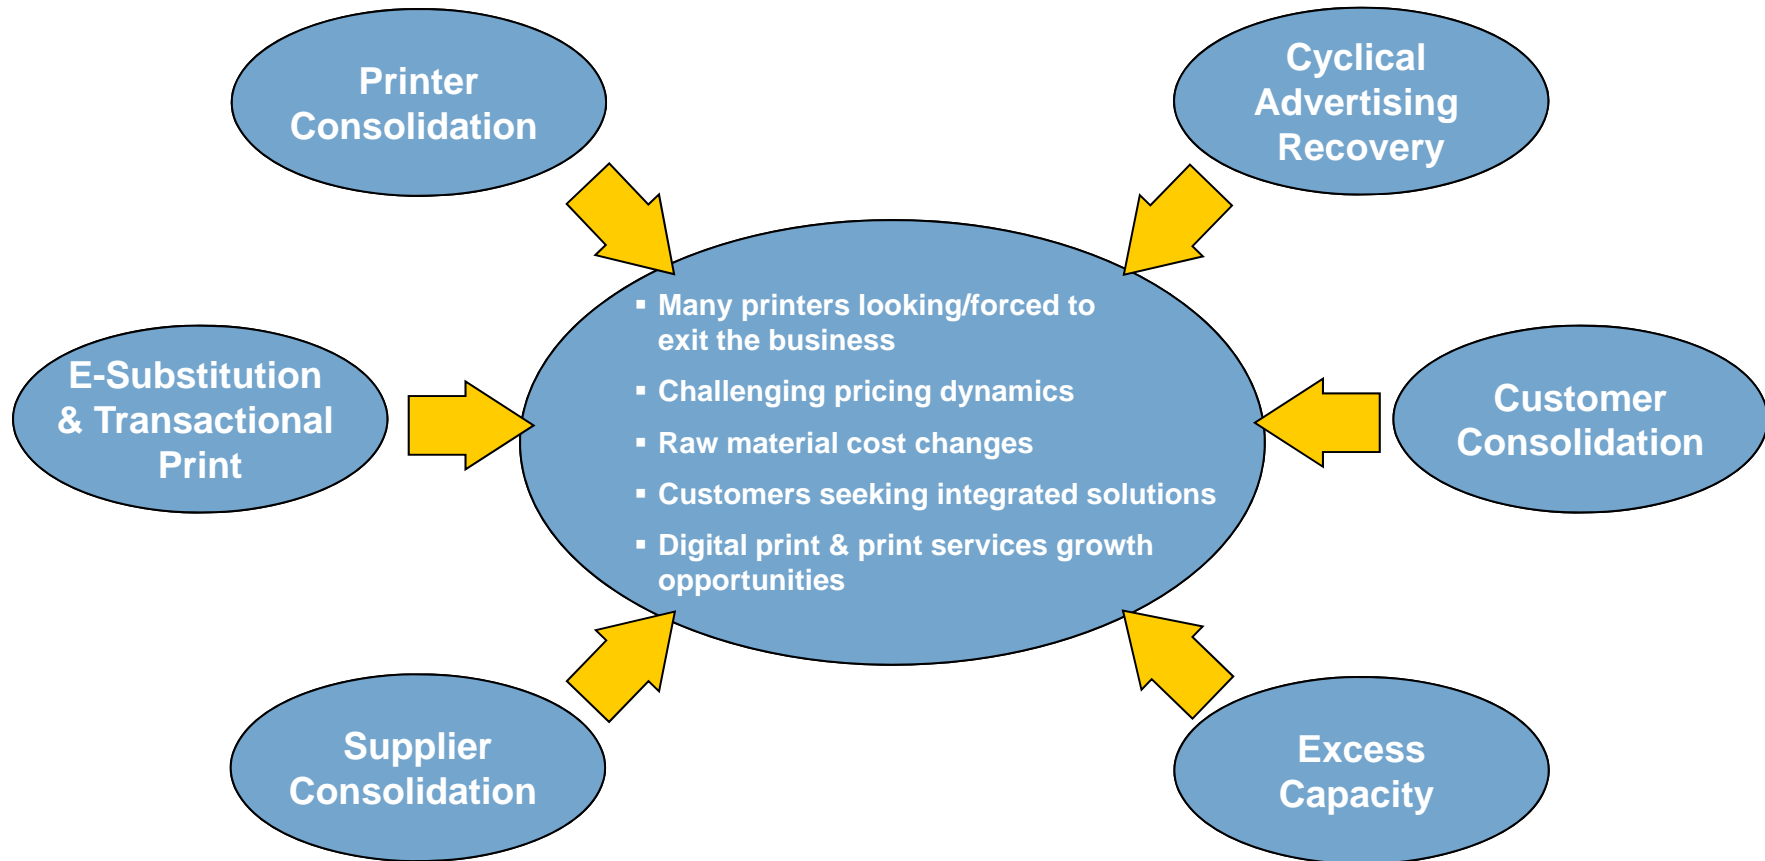 Printer
Consolidation
Cyclical
Advertising
Recovery
▪ Many printers looking/forced to
exit the business
▪ Challenging pricing dynamics
▪ Raw material cost changes
▪ Customers seeking integrated solutions
▪ Digital print & print services growth
opportunities
E-Substitution
& Transactional
Print
Customer
Consolidation
Supplier
Consolidation
Excess
Capacity